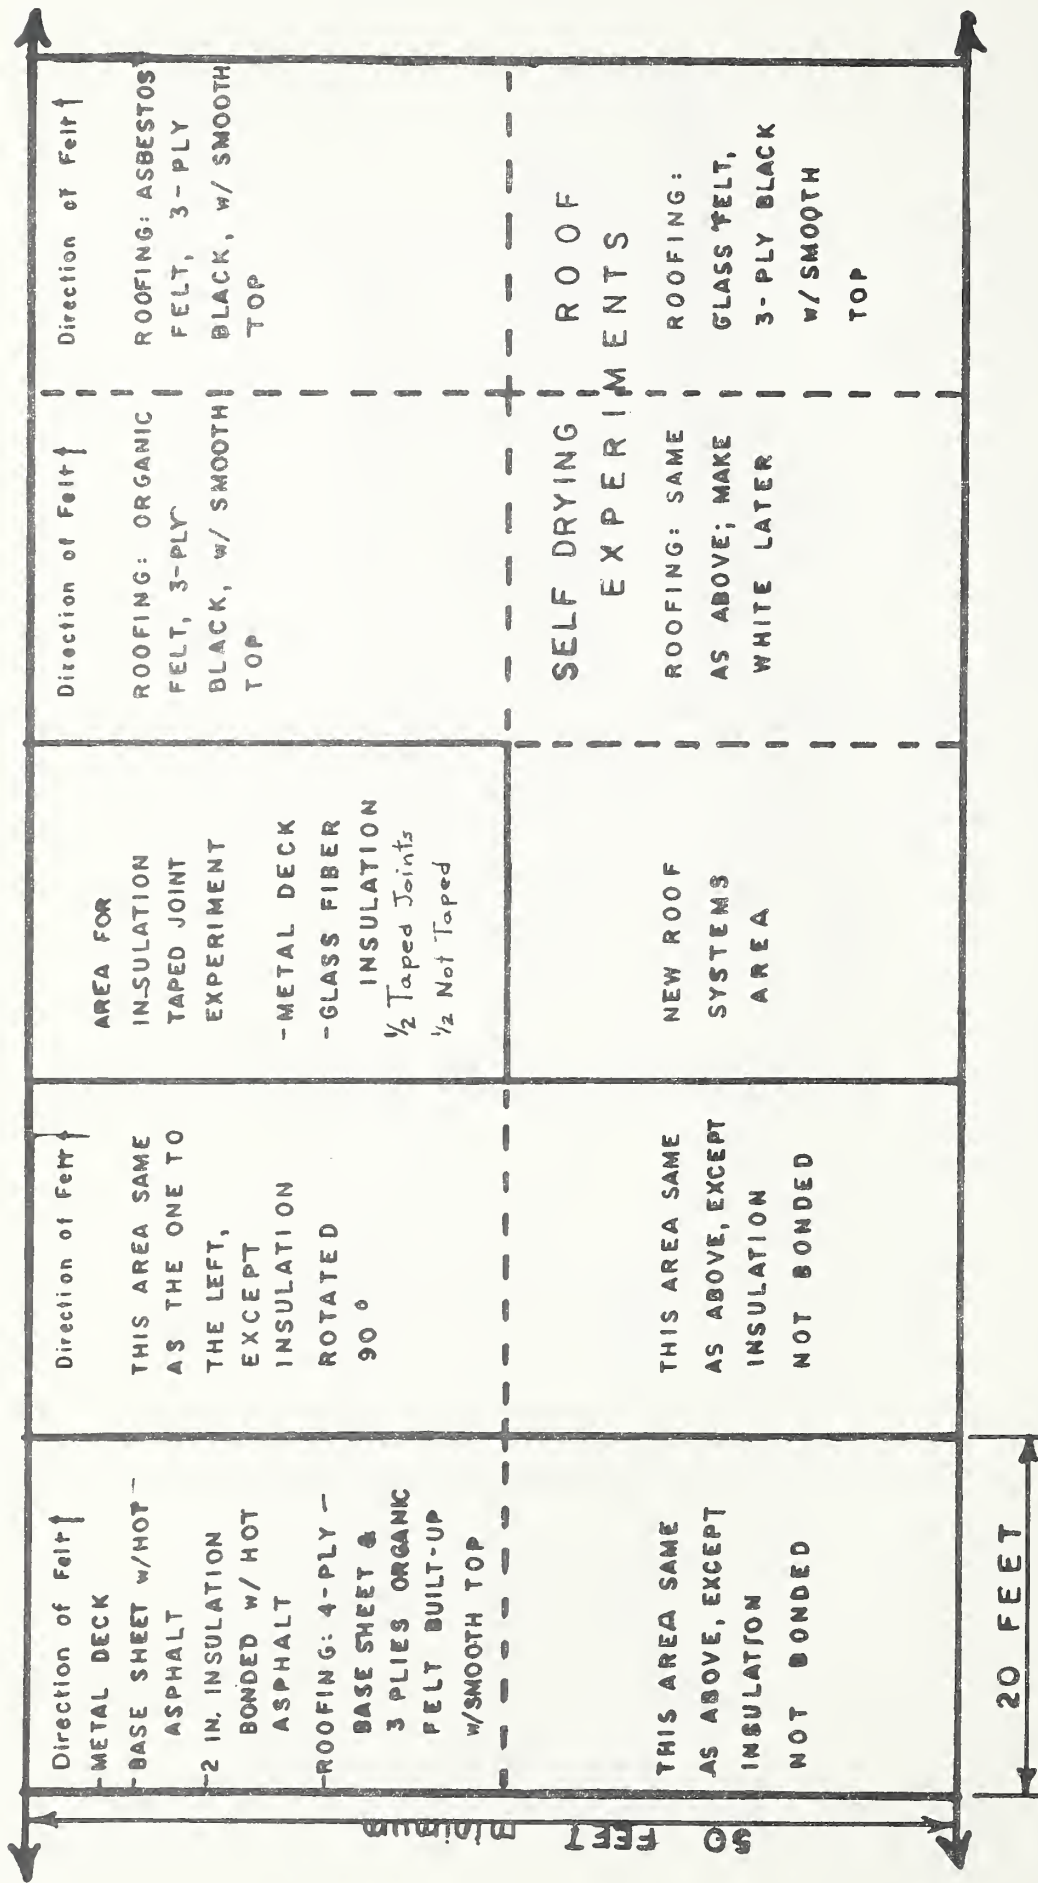 Direction of Felt
-METAL DECK
-BASE SHEET W/HOT-
ASPHALT
-2 IN. INSULATION
BONDED W/ HOT
ASPHALT
-ROOFING: 4-PLY-
BASE SHEET &
3 PLIES ORGANIC
FELT BUILT-UP
W/SMOOTH TOP
Direction of Felt
THIS AREA SAME
AS THE ONE TO
THE LEFT,
EXCEPT
INSULATION
ROTATED
90°
AREA FOR
INSULATION
TAPED JOINT
EXPERIMENT
-METAL DECK
-GLASS FIBER
INSULATION
½ Taped Joints
½ Not Taped
Direction of Felt
ROOFING: ORGANIC
FELT, 3-PLY
BLACK, W/ SMOOTH
TOP
Direction of Felt
ROOFING: ASBESTOS
FELT, 3-PLY
BLACK, W/ SMOOTH
TOP
THIS AREA SAME
AS ABOVE, EXCEPT
INSULATION
NOT BONDED
THIS AREA SAME
AS ABOVE, EXCEPT
INSULATION
NOT BONDED
NEW ROOF
SYSTEMS
AREA
SELF DRYING ROOF
EXPERIMENTS
ROOFING: SAME
AS ABOVE; MAKE
WHITE LATER
ROOFING:
GLASS FELT,
3-PLY BLACK
W/SMOOTH
TOP
50 FEET minimum
20 FEET